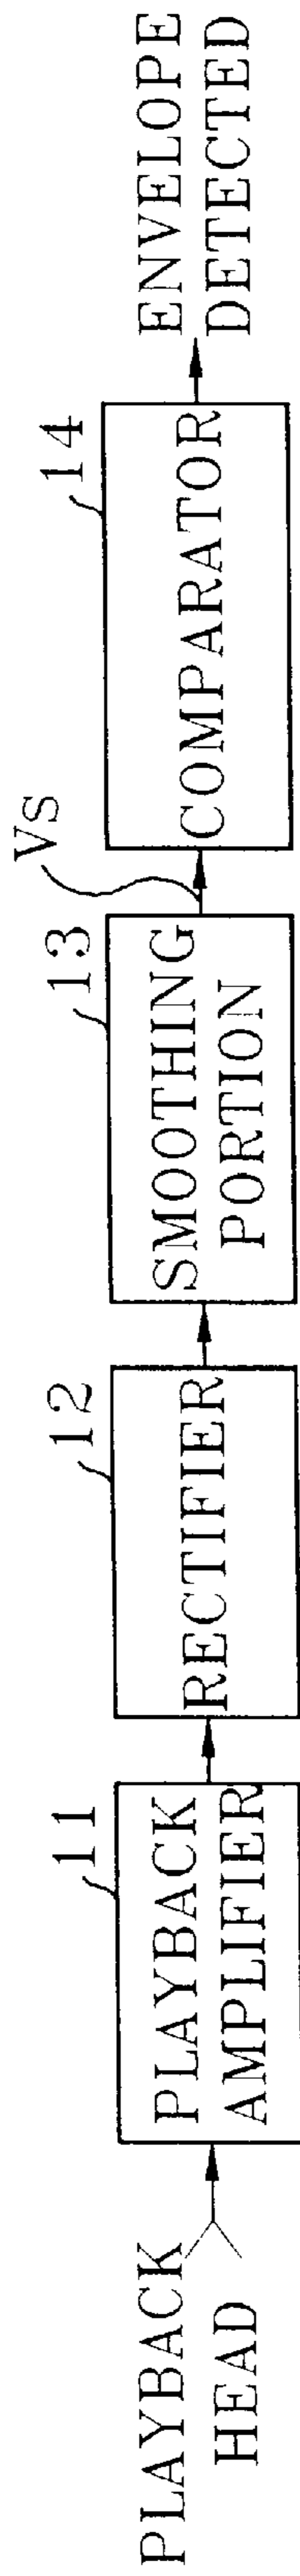 PLAYBACK
HEAD
11
PLAYBACK
AMPLIFIER
12
RECTIFIER
13
SMOOTHING
PORTION
VS
14
COMPARATOR
ENVELOPE
DETECTED